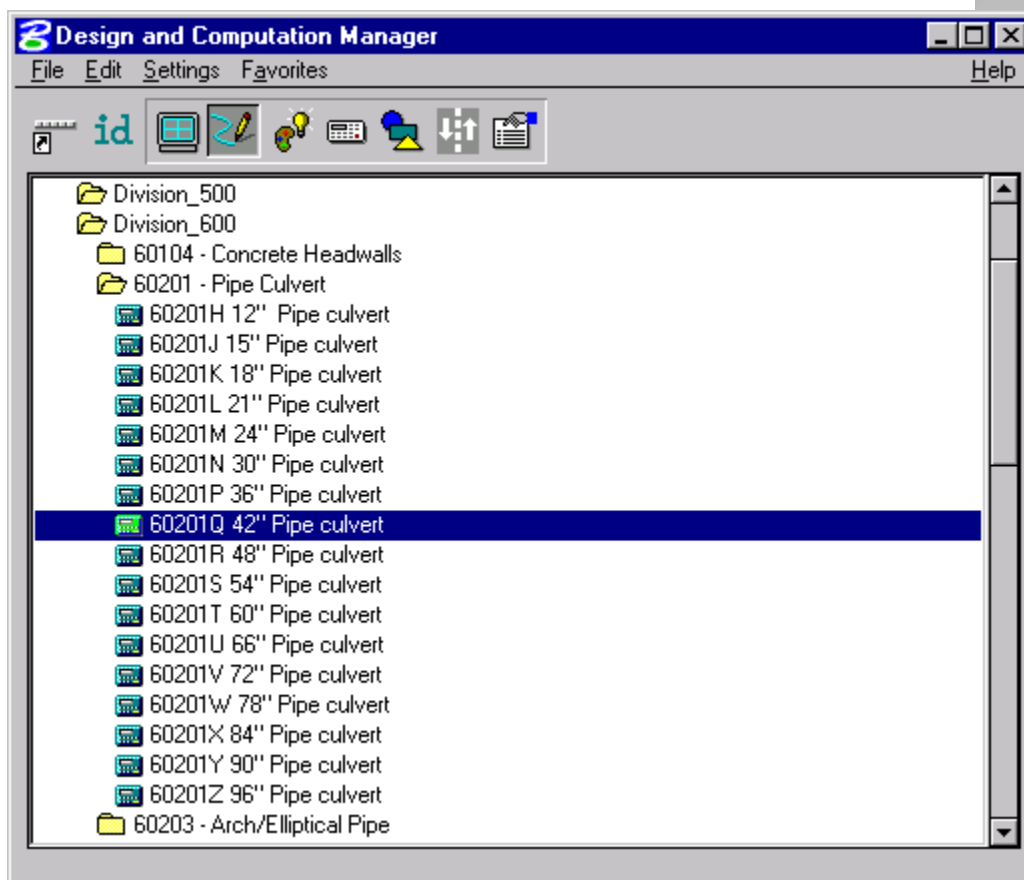 Design and Computation Manager
File Edit Settings Favorites Help
id
Division_500
Division_600
60104 - Concrete Headwalls
60201 - Pipe Culvert
60201H 12" Pipe culvert
60201J 15" Pipe culvert
60201K 18" Pipe culvert
60201L 21" Pipe culvert
60201M 24" Pipe culvert
60201N 30" Pipe culvert
60201P 36" Pipe culvert
60201Q 42" Pipe culvert
60201R 48" Pipe culvert
60201S 54" Pipe culvert
60201T 60" Pipe culvert
60201U 66" Pipe culvert
60201V 72" Pipe culvert
60201W 78" Pipe culvert
60201X 84" Pipe culvert
60201Y 90" Pipe culvert
60201Z 96" Pipe culvert
60203 - Arch/Elliptical Pipe